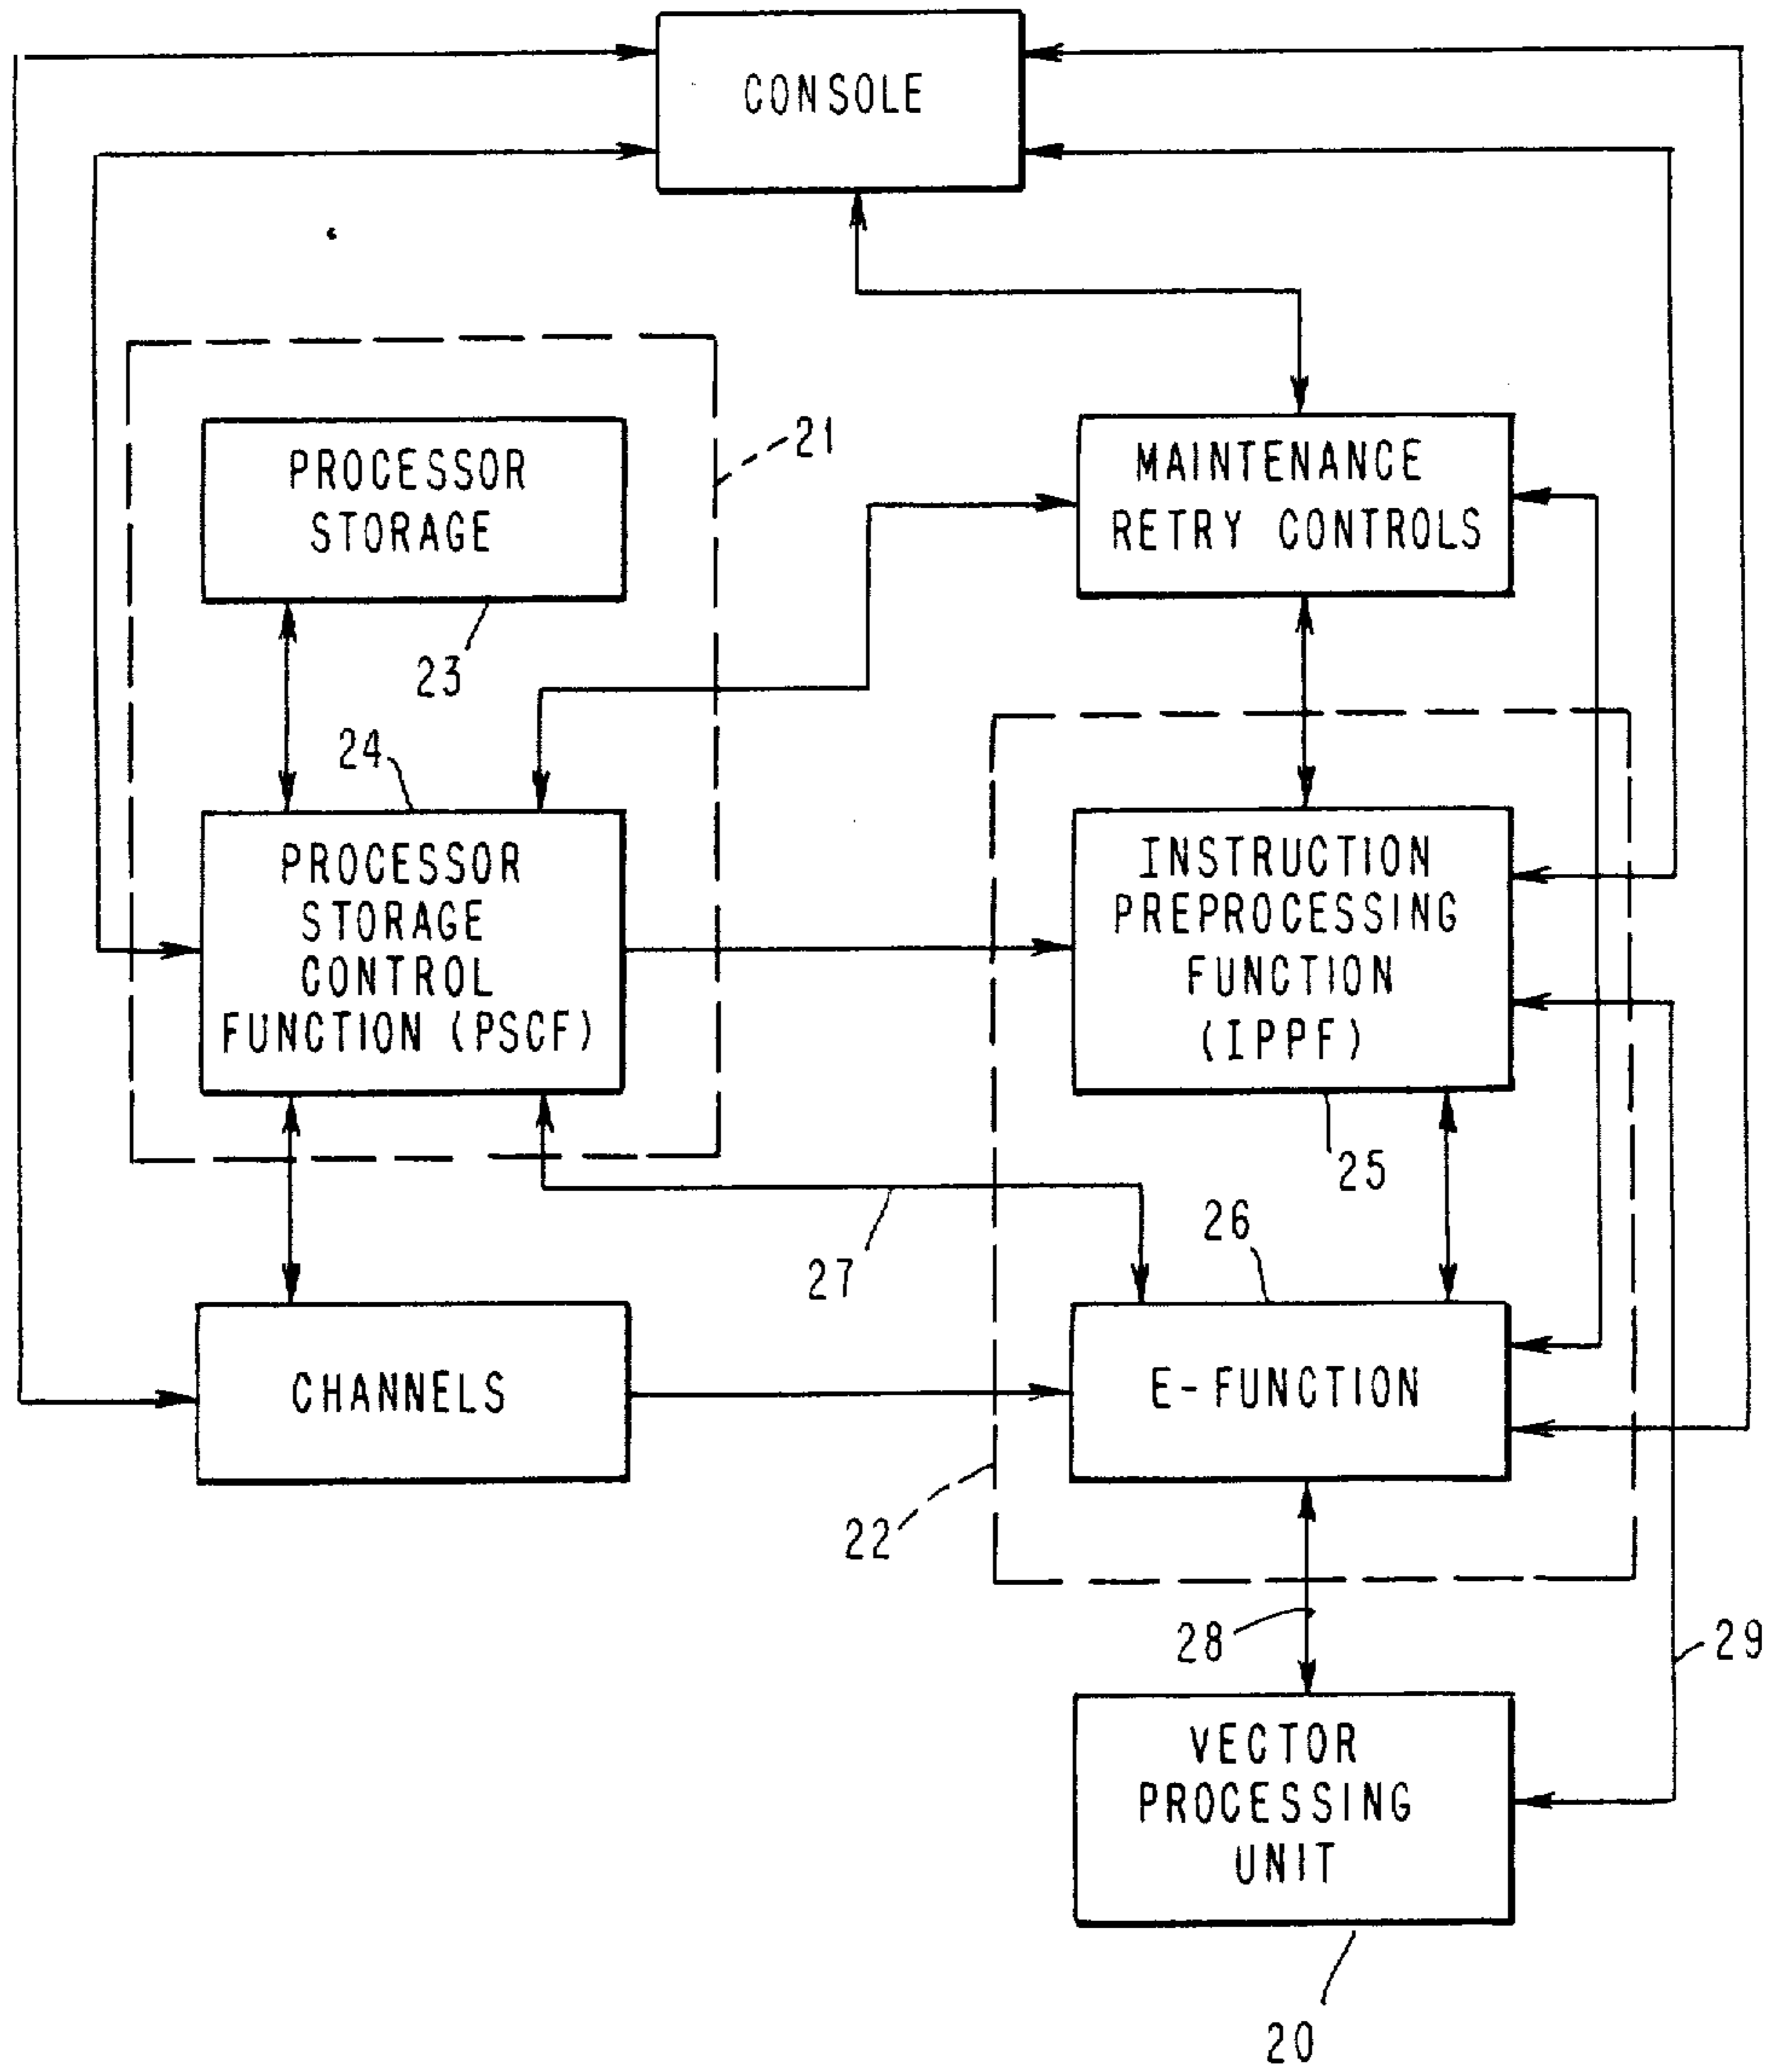 CONSOLE
21
PROCESSOR
STORAGE
MAINTENANCE
RETRY CONTROLS
23
24
PROCESSOR
STORAGE
CONTROL
FUNCTION (PSCF)
INSTRUCTION
PREPROCESSING
FUNCTION
(IPPF)
25
26
27
CHANNELS
E-FUNCTION
22
28
29
VECTOR
PROCESSING
UNIT
20